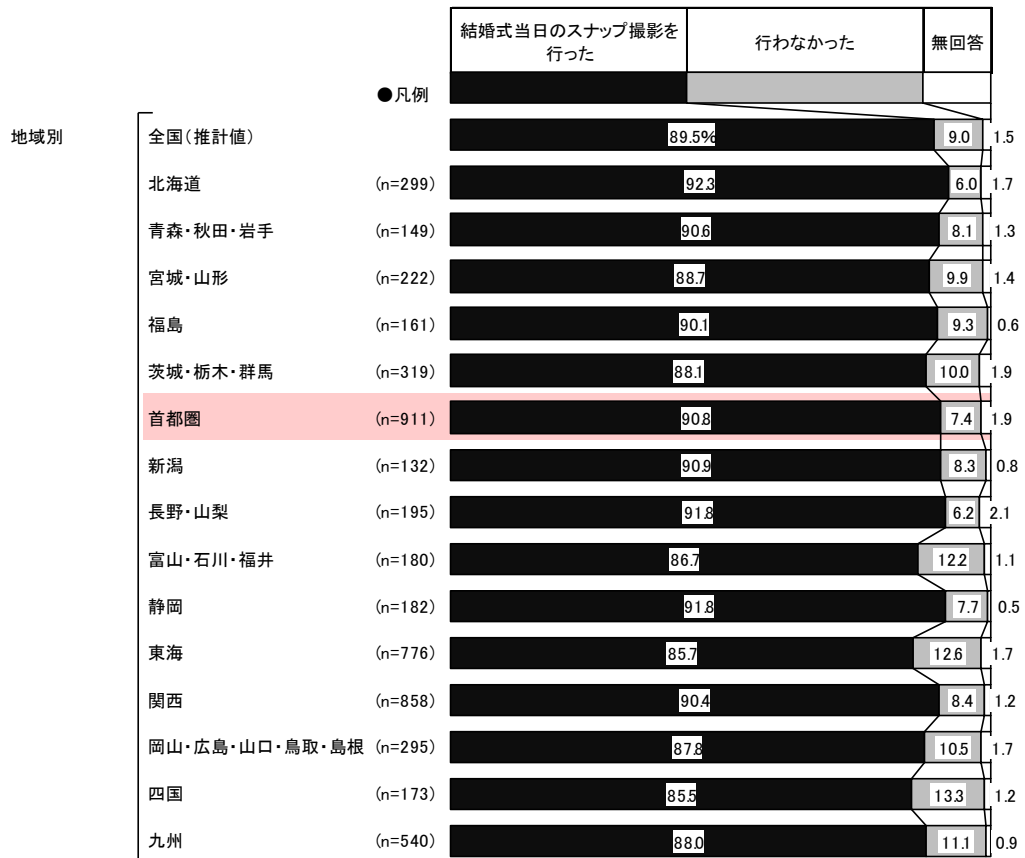 結婚式当日のスナップ撮影を
行った
行わなかった
無回答
●凡例
地域別
全国(推計値) 89.5% 9.0 1.5
北海道 (n=299) 92.3 6.0 1.7
青森・秋田・岩手 (n=149) 90.6 8.1 1.3
宮城・山形 (n=222) 88.7 9.9 1.4
福島 (n=161) 90.1 9.3 0.6
茨城・栃木・群馬 (n=319) 88.1 10.0 1.9
首都圏 (n=911) 90.8 7.4 1.9
新潟 (n=132) 90.9 8.3 0.8
長野・山梨 (n=195) 91.8 6.2 2.1
富山・石川・福井 (n=180) 86.7 12.2 1.1
静岡 (n=182) 91.8 7.7 0.5
東海 (n=776) 85.7 12.6 1.7
関西 (n=858) 90.4 8.4 1.2
岡山・広島・山口・鳥取・島根 (n=295) 87.8 10.5 1.7
四国 (n=173) 85.5 13.3 1.2
九州 (n=540) 88.0 11.1 0.9